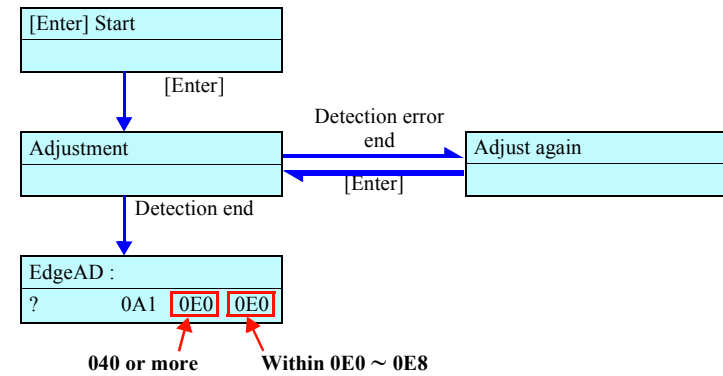 [Enter] Start
[Enter]
Detection error
end
Adjustment
Adjust again
[Enter]
Detection end
EdgeAD :
? 0A1 0E0 0E0
040 or more Within 0E0 ~ 0E8